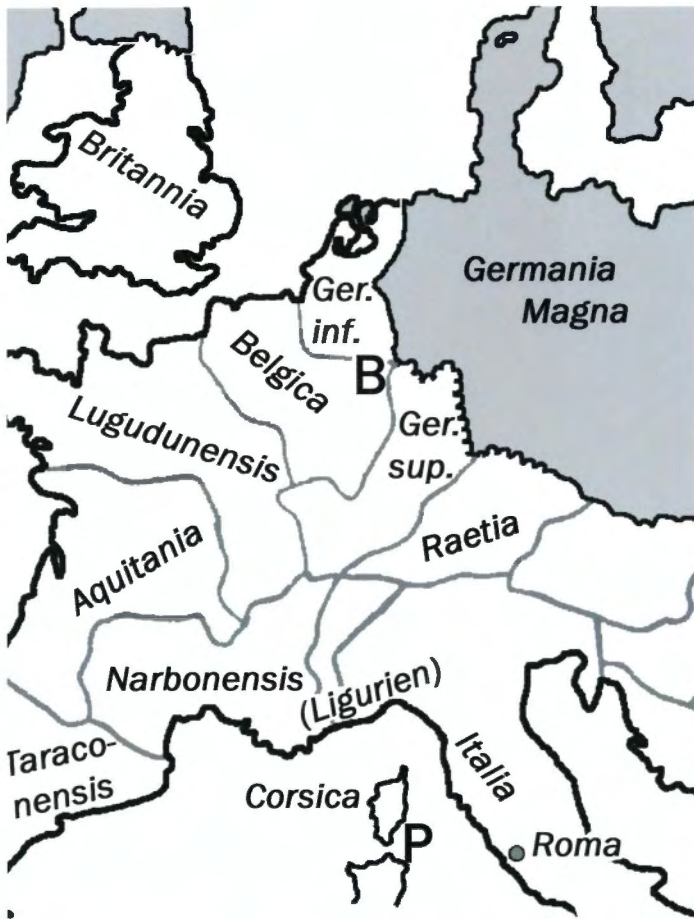 Britannia
Germania
Magna
Ger.
inf.
Belgica
B
Lugudunensis
Ger.
sup.
Raetia
Aquitania
Narbonensis
(Ligurien)
Taraco-
nensis
Corsica
Italia
P
Roma